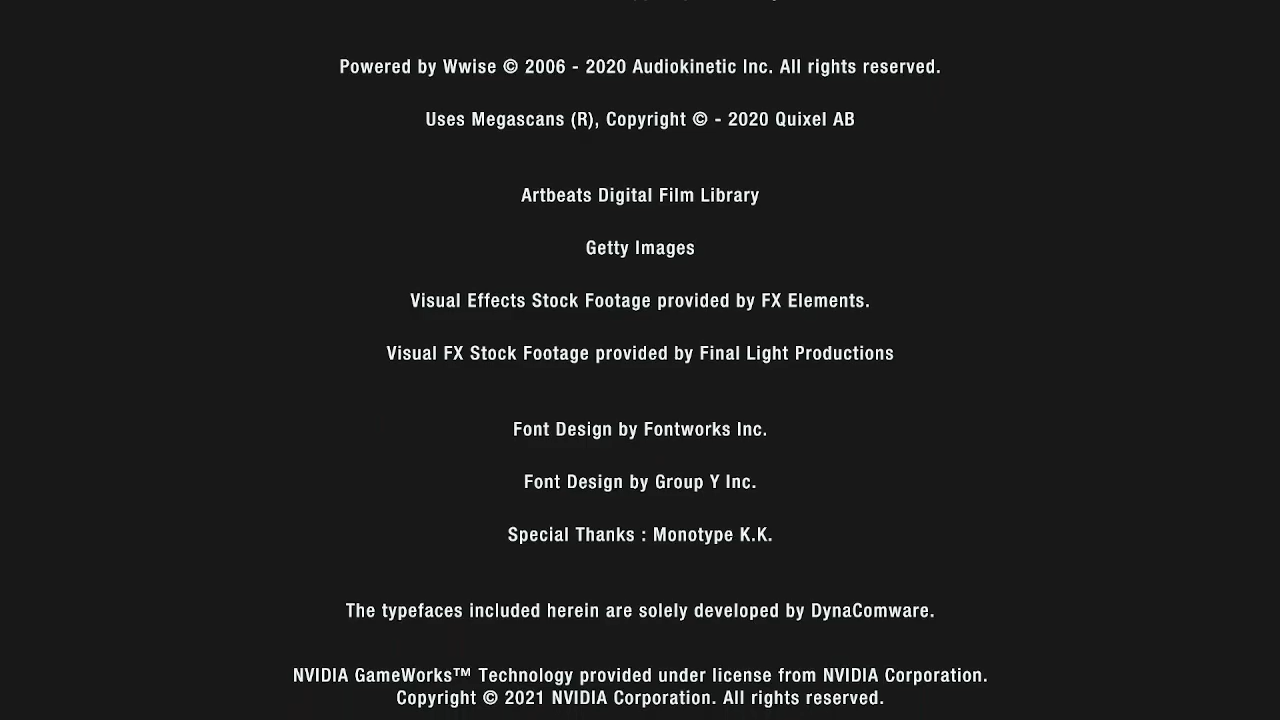 Powered by Wwise © 2006 - 2020 Audiokinetic Inc. All rights reserved.
Uses Megascans (R), Copyright © - 2020 Quixel AB
Artbeats Digital Film Library
Getty Images
Visual Effects Stock Footage provided by FX Elements.
Visual FX Stock Footage provided by Final Light Productions
Font Design by Fontworks Inc.
Font Design by Group Y Inc.
Special Thanks : Monotype K.K.
The typefaces included herein are solely developed by DynaComware.
NVIDIA GameWorks™ Technology provided under license from NVIDIA Corporation.
Copyright © 2021 NVIDIA Corporation. All rights reserved.